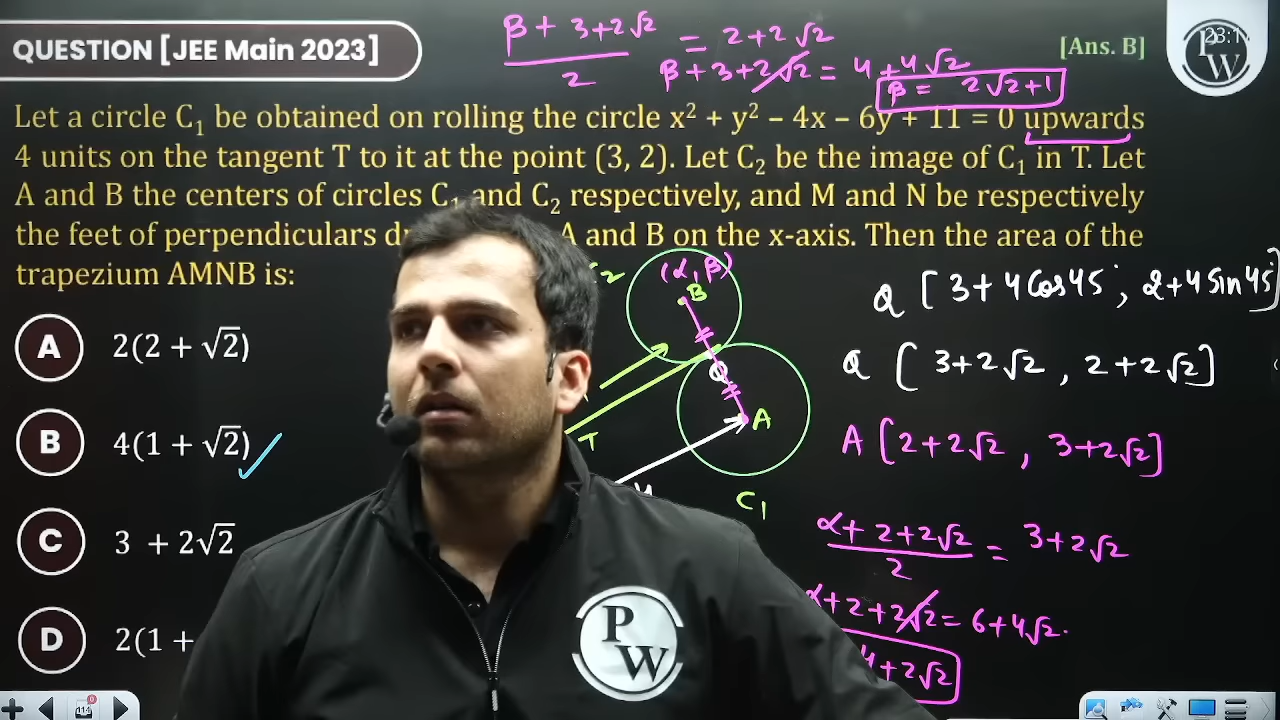 QUESTION [JEE Main 2023]
β + 3+2√2 / 2 = 2+2√2
β+3+2√2 = 4+4√2
β = 2√2+1
[Ans. B]
PW
Let a circle C₁ be obtained on rolling the circle x² + y² – 4x – 6y + 11 = 0 upwards
4 units on the tangent T to it at the point (3, 2). Let C₂ be the image of C₁ in T. Let
A and B the centers of circles C₁ and C₂ respectively, and M and N be respectively
the feet of perpendiculars A and B on the x-axis. Then the area of the
trapezium AMNB is:
A 2(2 + √2)
B 4(1 + √2)
C 3 + 2√2
D 2(1 +
(α, β)
B
Q
A
T
C₁
Q [3+4Cos45°, 2+4Sin45°]
Q [3+2√2, 2+2√2]
A [2+2√2, 3+2√2]
α+2+2√2 / 2 = 3+2√2
α+2+2√2 = 6+4√2.
4+2√2
PW